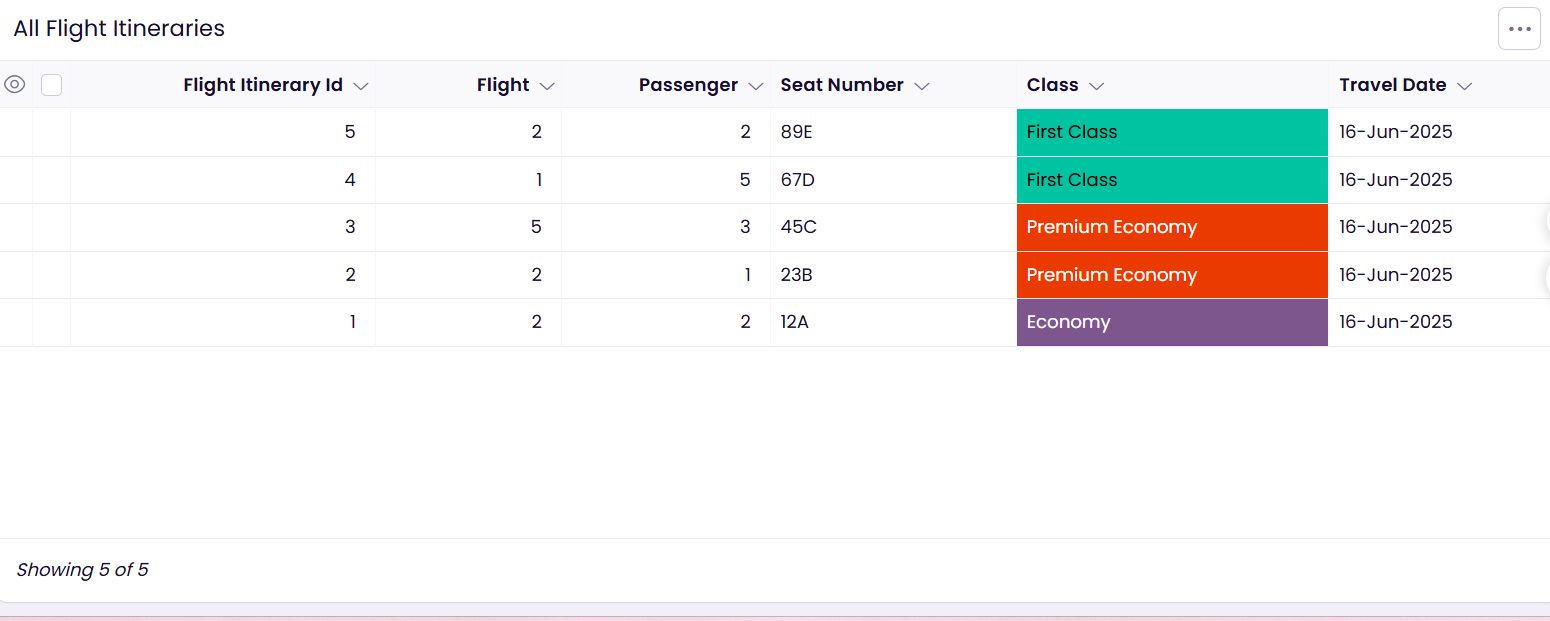 All Flight Itineraries
Flight Itinerary Id Flight Passenger Seat Number Class Travel Date
5 2 2 89E First Class 16-Jun-2025
4 1 5 67D First Class 16-Jun-2025
3 5 3 45C Premium Economy 16-Jun-2025
2 2 1 23B Premium Economy 16-Jun-2025
1 2 2 12A Economy 16-Jun-2025
Showing 5 of 5